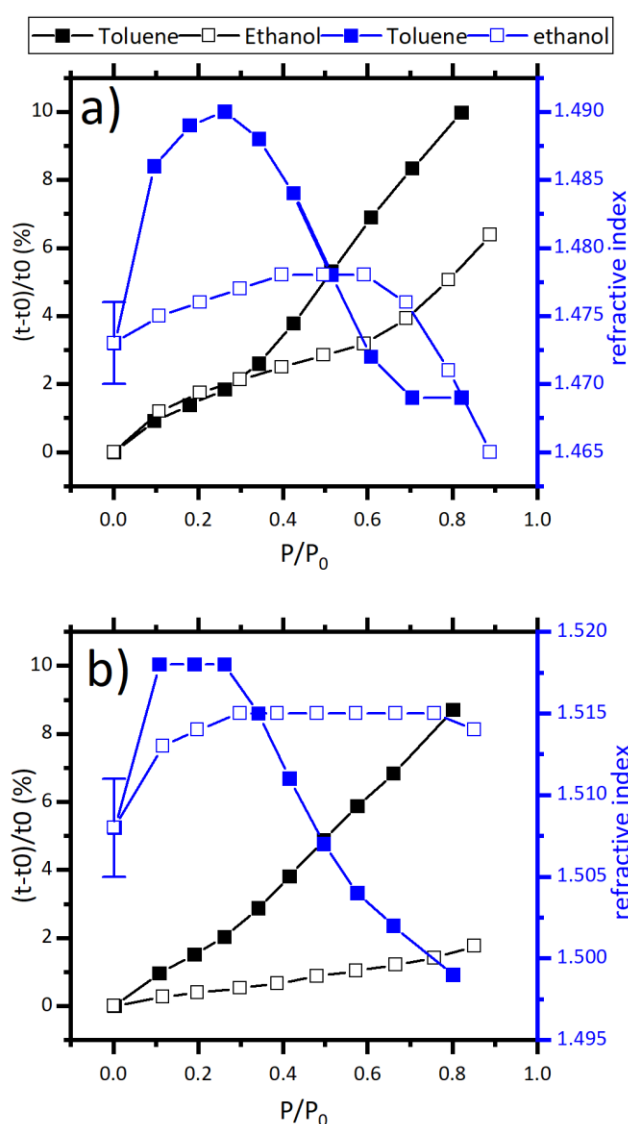 Toluene Ethanol Toluene ethanol
a)
10
8
6
4
2
0
(t-t0)/t0 (%)
1.490
1.485
1.480
1.475
1.470
1.465
refractive index
0.0 0.2 0.4 0.6 0.8 1.0
P/P₀
b)
10
8
6
4
2
0
(t-t0)/t0 (%)
1.520
1.515
1.510
1.505
1.500
1.495
refractive index
0.0 0.2 0.4 0.6 0.8 1.0
P/P₀